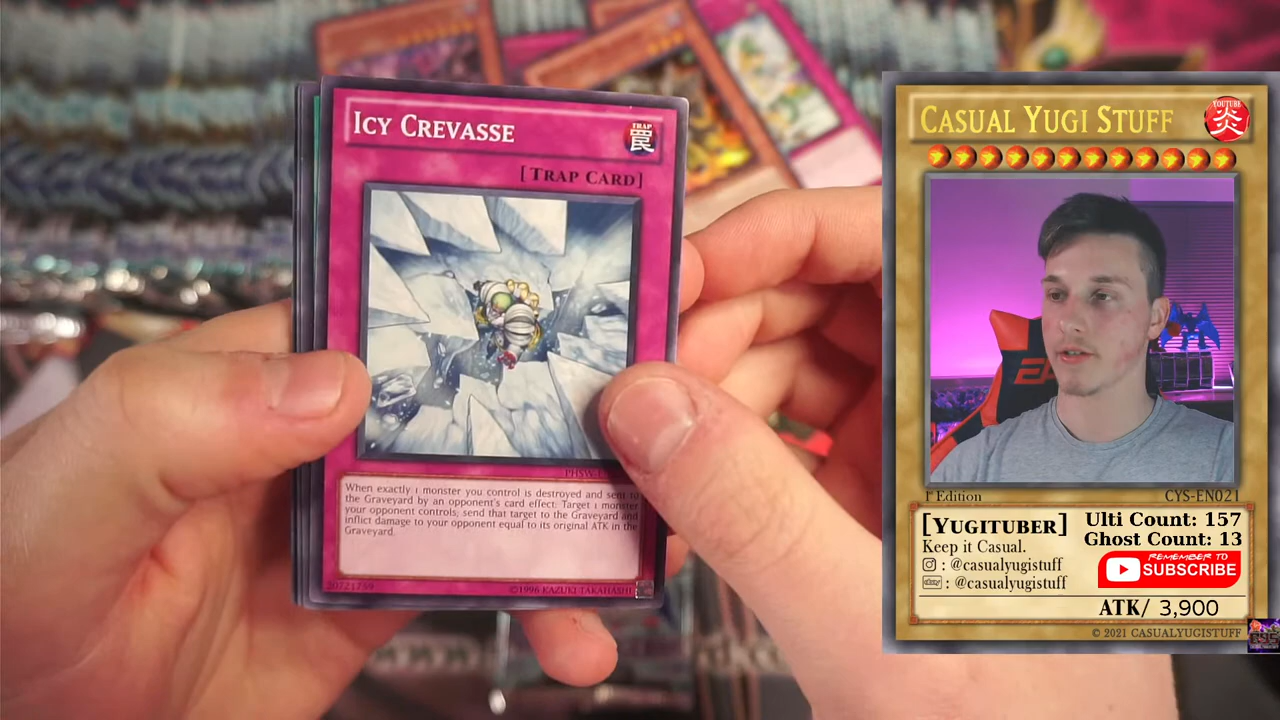 ICY CREVASSE
TRAP
罠
[TRAP CARD]
When exactly 1 monster you control is destroyed and sent to
the Graveyard by an opponent's card effect: Target 1 monster
your opponent controls; send that target to the Graveyard and
inflict damage to your opponent equal to its original ATK in the
Graveyard.
©1996 KAZUKI TAKAHASHI
CASUAL YUGI STUFF
YOUTUBE
炎
1st Edition
CYS-EN021
[YUGITUBER]
Keep it Casual.
: @casualyugistuff
ebay : @casualyugistuff
Ulti Count: 157
Ghost Count: 13
REMEMBER TO
SUBSCRIBE
ATK/ 3,900
© 2021 CASUALYUGISTUFF